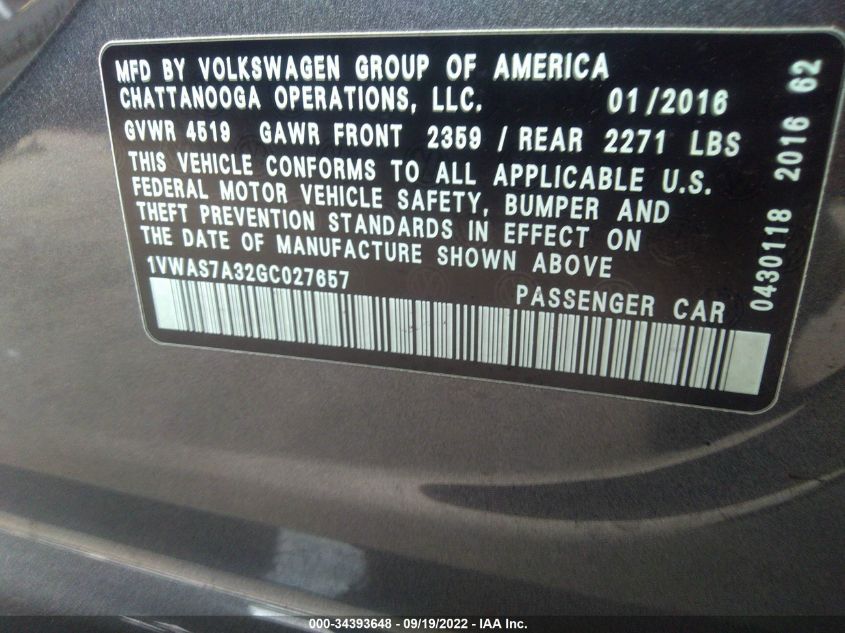 MFD BY VOLKSWAGEN GROUP OF AMERICA
CHATTANOOGA OPERATIONS, LLC. 01/2016
GVWR 4519 GAWR FRONT 2359 / REAR 2271 LBS
THIS VEHICLE CONFORMS TO ALL APPLICABLE U.S.
FEDERAL MOTOR VEHICLE SAFETY, BUMPER AND
THEFT PREVENTION STANDARDS IN EFFECT ON
THE DATE OF MANUFACTURE SHOWN ABOVE
1VWAS7A32GC027657 PASSENGER CAR
0430118 2016 62
000-34393648 - 09/19/2022 - IAA Inc.